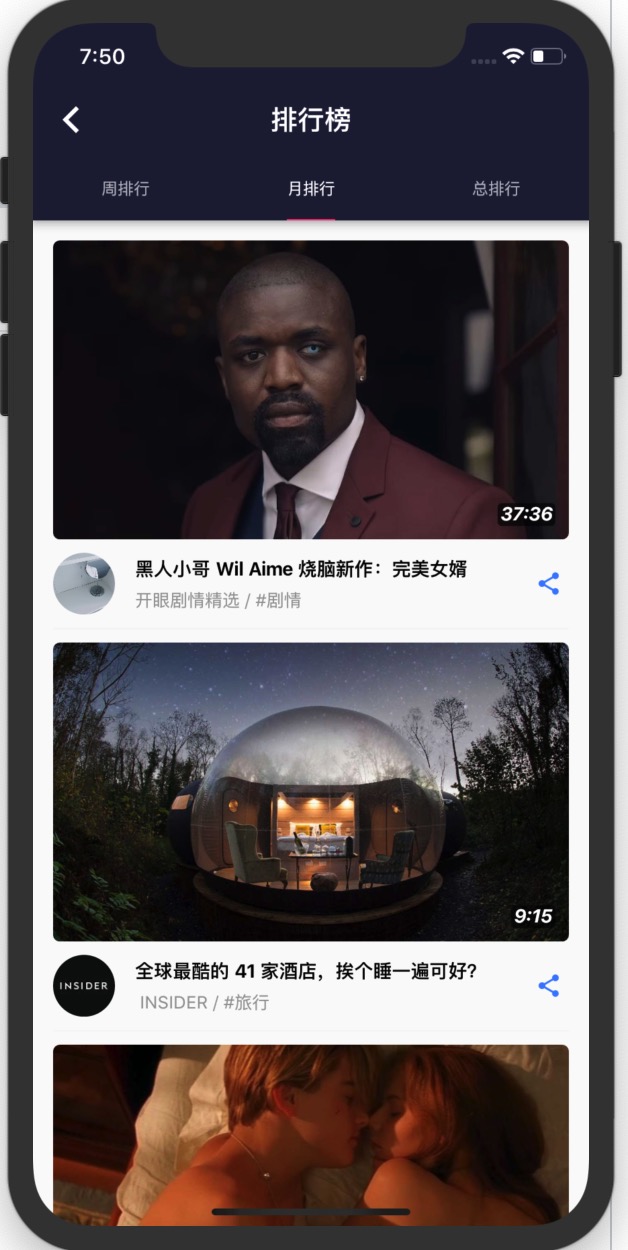 7:50
排行榜
周排行
月排行
总排行
37:36
黑人小哥 Wil Aime 烧脑新作：完美女婿
开眼剧情精选 / #剧情
9:15
INSIDER
全球最酷的 41 家酒店，挨个睡一遍可好？
INSIDER / #旅行